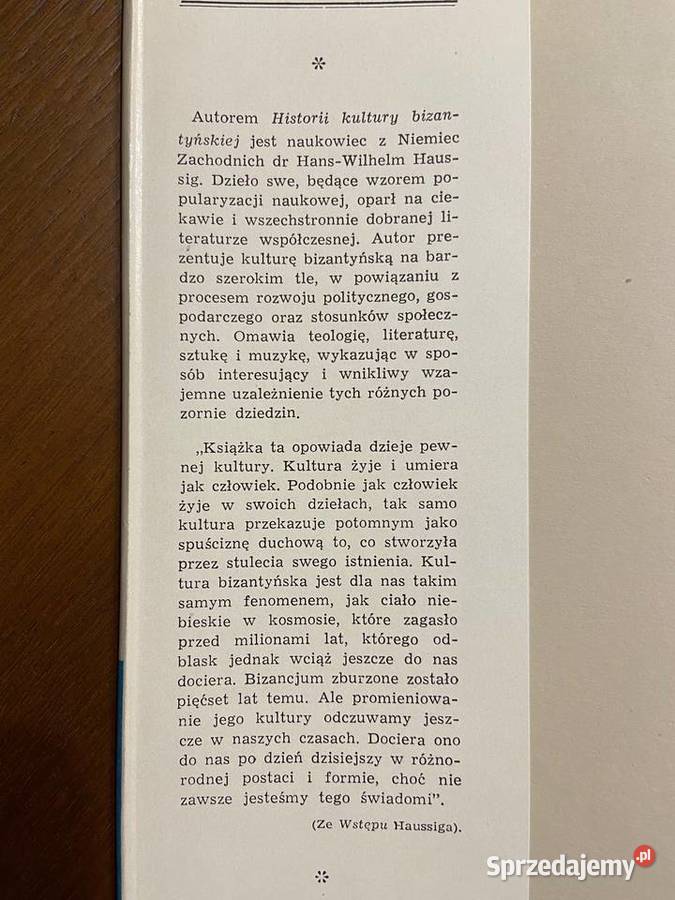 *
Autorem Historii kultury bizan-
tyńskiej jest naukowiec z Niemiec
Zachodnich dr Hans-Wilhelm Haus-
sig. Dzieło swe, będące wzorem po-
pularyzacji naukowej, oparł na cie-
kawie i wszechstronnie dobranej li-
teraturze współczesnej. Autor pre-
zentuje kulturę bizantyńską na bar-
dzo szerokim tle, w powiązaniu z
procesem rozwoju politycznego, gos-
podarczego oraz stosunków społecz-
nych. Omawia teologię, literaturę,
sztukę i muzykę, wykazując w spo-
sób interesujący i wnikliwy wza-
jemne uzależnienie tych różnych po-
zornie dziedzin.
„Książka ta opowiada dzieje pew-
nej kultury. Kultura żyje i umiera
jak człowiek. Podobnie jak człowiek
żyje w swoich dziełach, tak samo
kultura przekazuje potomnym jako
spuściznę duchową to, co stworzyła
przez stulecia swego istnienia. Kul-
tura bizantyńska jest dla nas takim
samym fenomenem, jak ciało nie-
bieskie w kosmosie, które zagasło
przed milionami lat, którego od-
blask jednak wciąż jeszcze do nas
dociera. Bizancjum zburzone zostało
pięćset lat temu. Ale promieniowa-
nie jego kultury odczuwamy jesz-
cze w naszych czasach. Dociera ono
do nas po dzień dzisiejszy w różno-
rodnej postaci i formie, choć nie
zawsze jesteśmy tego świadomi”.
(Ze Wstępu Haussiga).
*
Sprzedajemy.pl